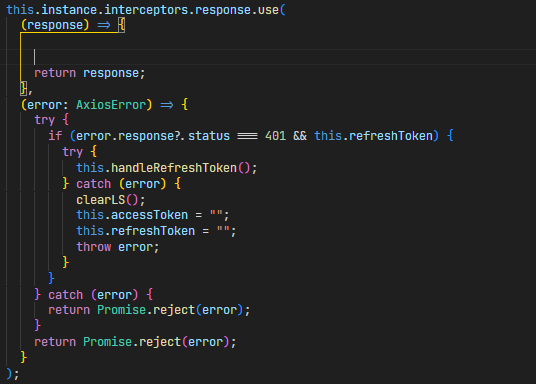 this.instance.interceptors.response.use(
  (response) => {

    return response;
  },
  (error: AxiosError) => {
    try {
      if (error.response?.status === 401 && this.refreshToken) {
        try {
          this.handleRefreshToken();
        } catch (error) {
          clearLS();
          this.accessToken = "";
          this.refreshToken = "";
          throw error;
        }
      }
    } catch (error) {
      return Promise.reject(error);
    }
    return Promise.reject(error);
  }
);